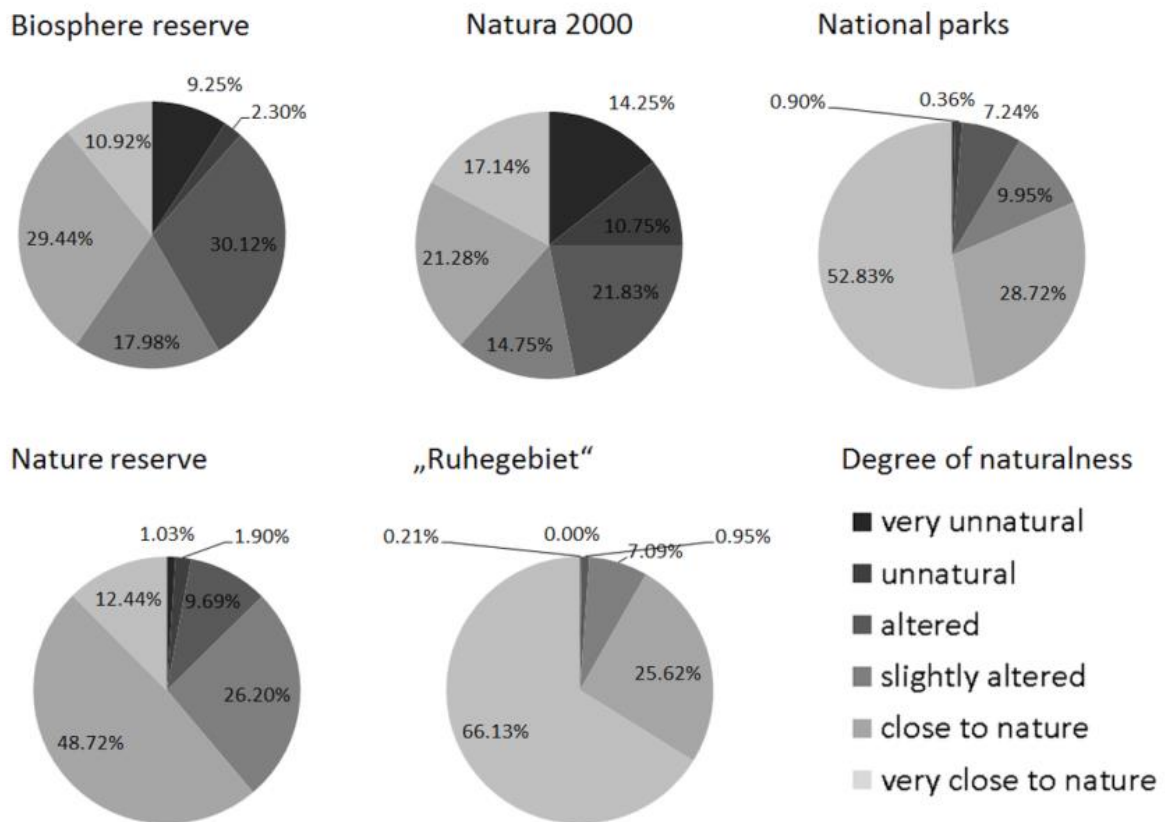 Biosphere reserve
9.25%
2.30%
10.92%
29.44%
30.12%
17.98%
Natura 2000
14.25%
17.14%
10.75%
21.28%
21.83%
14.75%
National parks
0.90%
0.36%
7.24%
9.95%
52.83%
28.72%
Nature reserve
1.03%
1.90%
12.44%
9.69%
26.20%
48.72%
„Ruhegebiet“
0.21%
0.00%
0.95%
7.09%
25.62%
66.13%
Degree of naturalness
very unnatural
unnatural
altered
slightly altered
close to nature
very close to nature